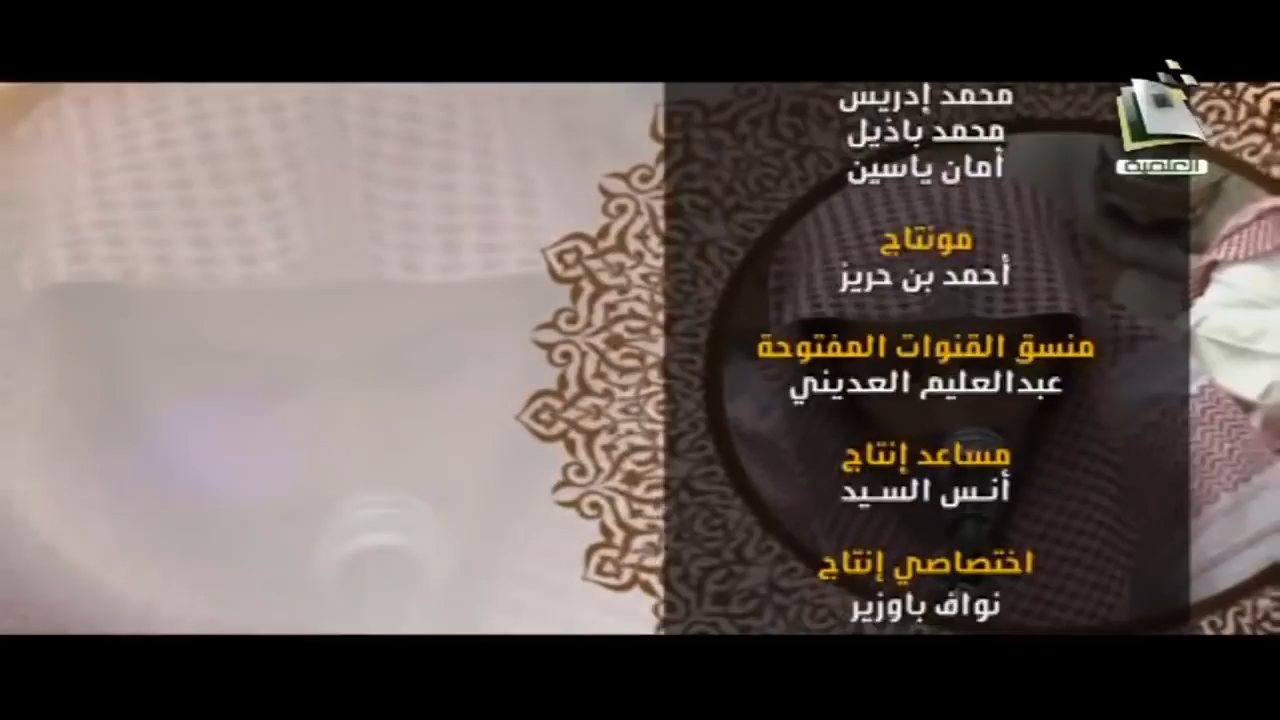 محمد إدريس
محمد باذيل
أمان ياسين
مونتاج
أحمد بن حريز
منسق القنوات المفتوحة
عبدالعليم العديني
مساعد إنتاج
أنس السيد
اختصاصي إنتاج
نواف باوزير
العلمية